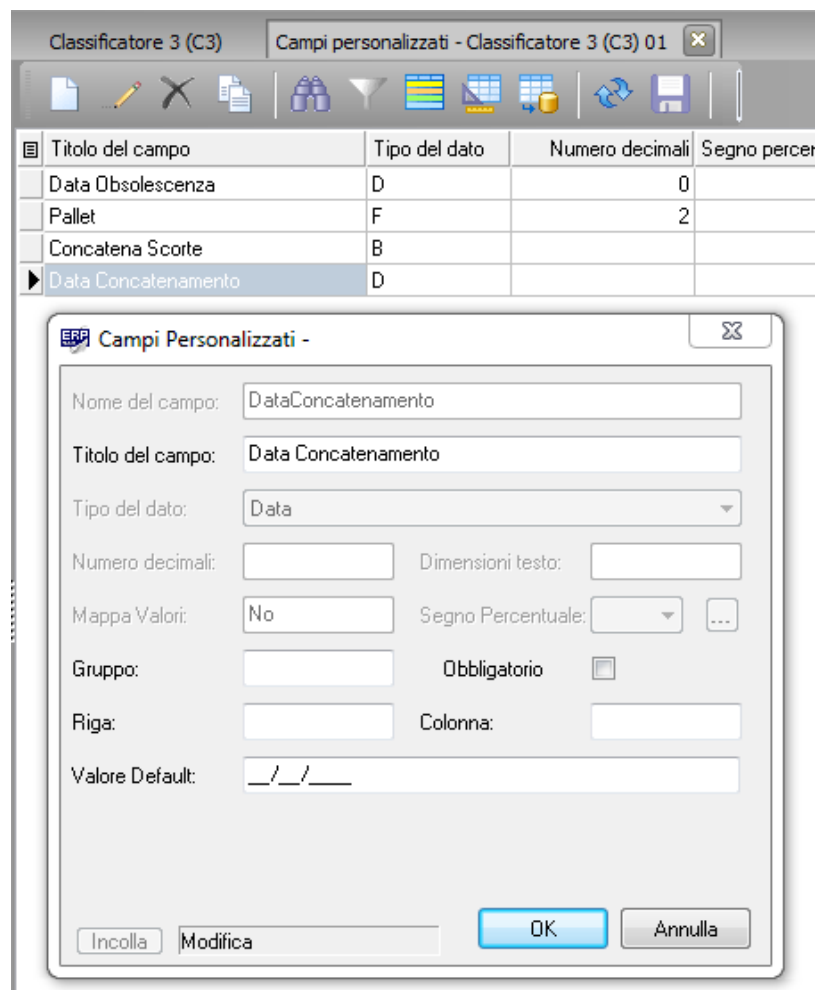 Classificatore 3 (C3) Campi personalizzati - Classificatore 3 (C3) 01
Titolo del campo Tipo del dato Numero decimali Segno percer
Data Obsolescenza D 0
Pallet F 2
Concatena Scorte B
Data Concatenamento D
ERP Campi Personalizzati -
Nome del campo: DataConcatenamento
Titolo del campo: Data Concatenamento
Tipo del dato: Data
Numero decimali: Dimensioni testo:
Mappa Valori: No Segno Percentuale: ...
Gruppo: Obbligatorio
Riga: Colonna:
Valore Default: __/__/____
Incolla Modifica OK Annulla